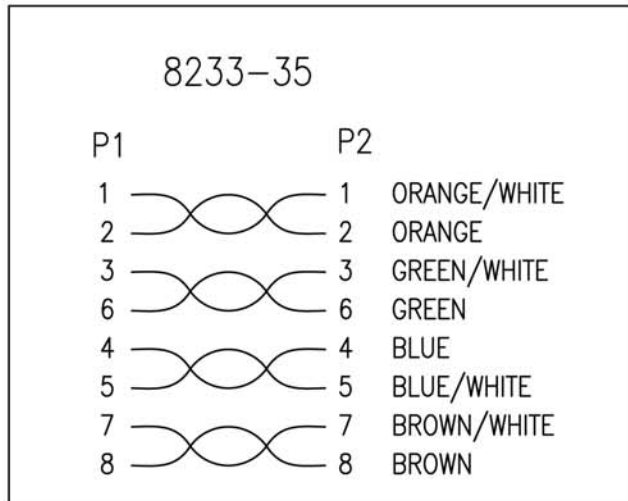 8233-35
P1 P2
1 1 ORANGE/WHITE
2 2 ORANGE
3 3 GREEN/WHITE
6 6 GREEN
4 4 BLUE
5 5 BLUE/WHITE
7 7 BROWN/WHITE
8 8 BROWN